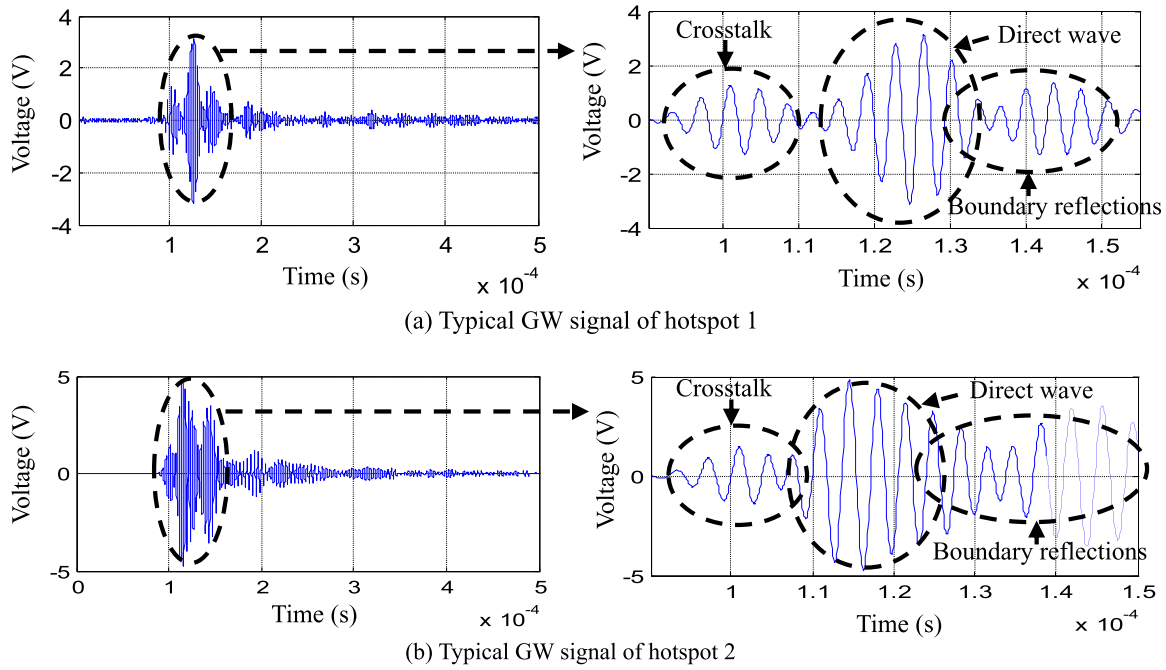 4
2
0
-2
-4
Voltage (V)
1
2
3
4
5
Time (s)
x 10⁻⁴
4
2
0
-2
-4
Voltage (V)
Crosstalk
Direct wave
Boundary reflections
1
1.1
1.2
1.3
1.4
1.5
Time (s)
x 10⁻⁴
(a) Typical GW signal of hotspot 1
5
0
-5
Voltage (V)
0
1
2
3
4
5
Time (s)
x 10⁻⁴
5
0
-5
Voltage (V)
Crosstalk
Direct wave
Boundary reflections
1
1.1
1.2
1.3
1.4
1.5
Time (s)
x 10⁻⁴
(b) Typical GW signal of hotspot 2